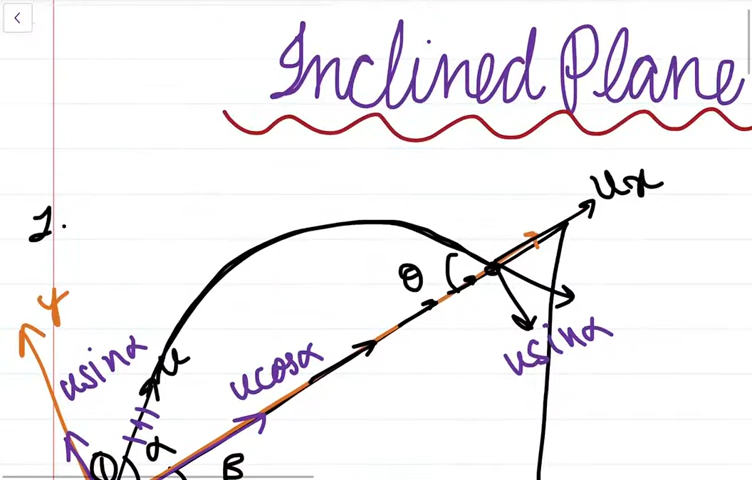 Inclined Plane
1.
ux
y
θ
usinα
u
ucosα
usinα
α
B